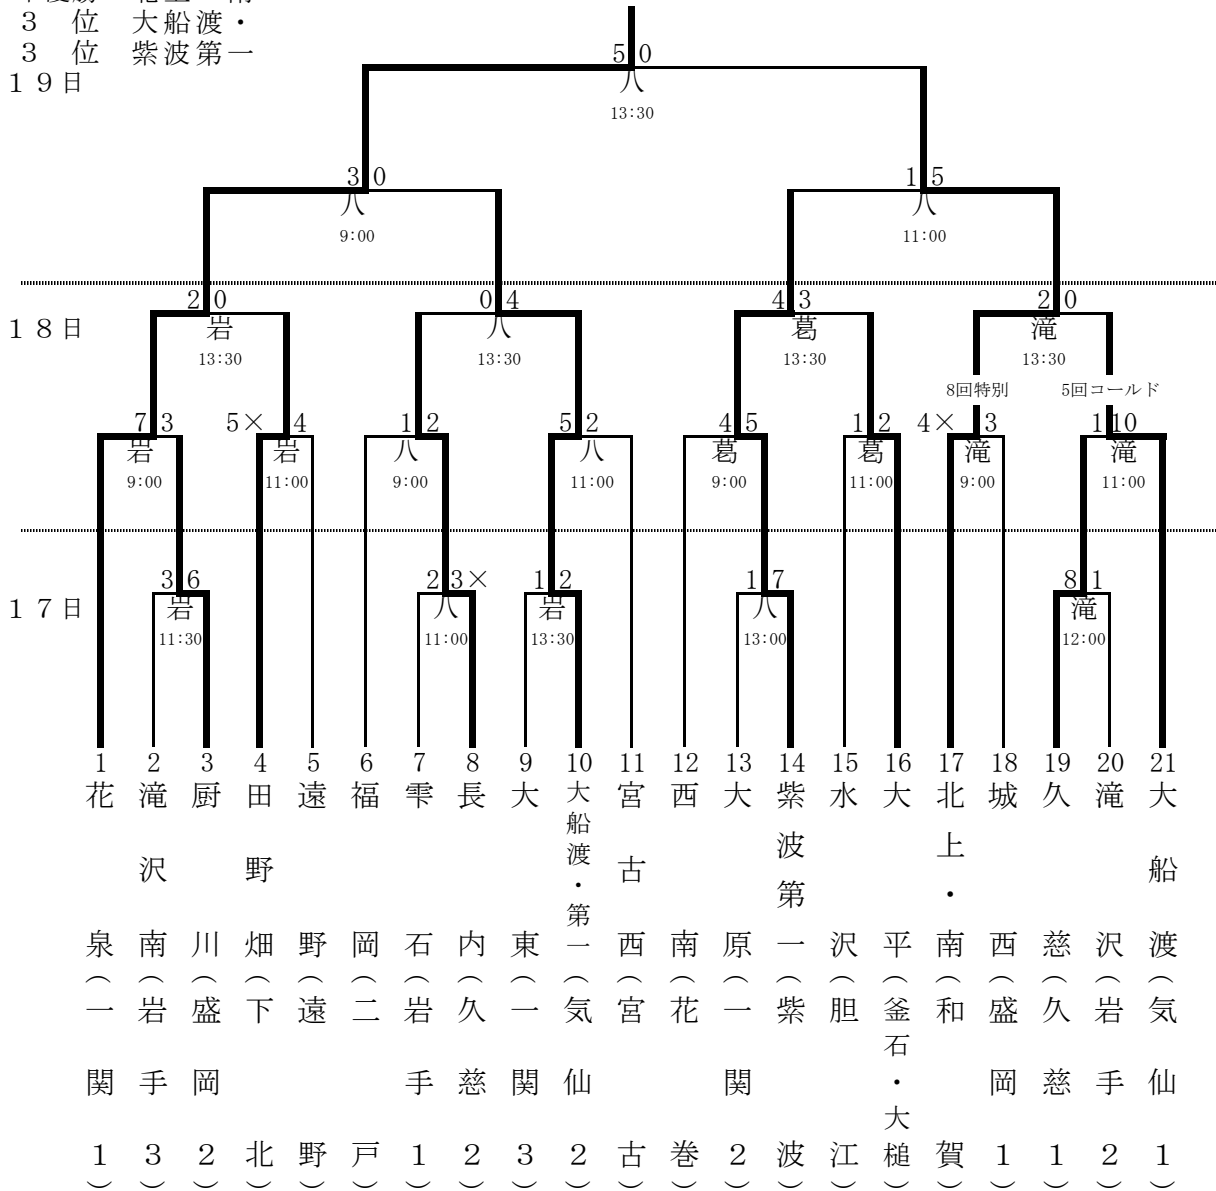 ３　位　大船渡・
３　位　紫波第一
１９日
5 0
八
13:30
3 0
八
9:00
1 5
八
11:00
１８日
2 0
岩
13:30
0 4
八
13:30
4 3
葛
13:30
2 0
滝
13:30
8回特別
5回コールド
7 3
岩
9:00
5× 4
岩
11:00
1 2
八
9:00
5 2
八
11:00
4 5
葛
9:00
1 2
葛
11:00
4× 3
滝
9:00
1 10
滝
11:00
１７日
3 6
岩
11:30
2 3×
八
11:00
1 2
岩
13:30
1 7
八
13:00
8 1
滝
12:00
1 花泉（一関１）
2 滝沢南（岩手３）
3 厨川（盛岡２）
4 田野畑（下北）
5 遠野（遠野）
6 福岡（二戸）
7 雫石（岩手１）
8 長内（久慈２）
9 大東（一関３）
10 大船渡・第一（気仙２）
11 宮古西（宮古）
12 西南（花巻）
13 大原（一関２）
14 紫波第一（紫波）
15 水沢（胆江）
16 大平（釜石・大槌）
17 北上・南（和賀）
18 城西（盛岡１）
19 久慈（久慈１）
20 滝沢（岩手２）
21 大船渡（気仙１）